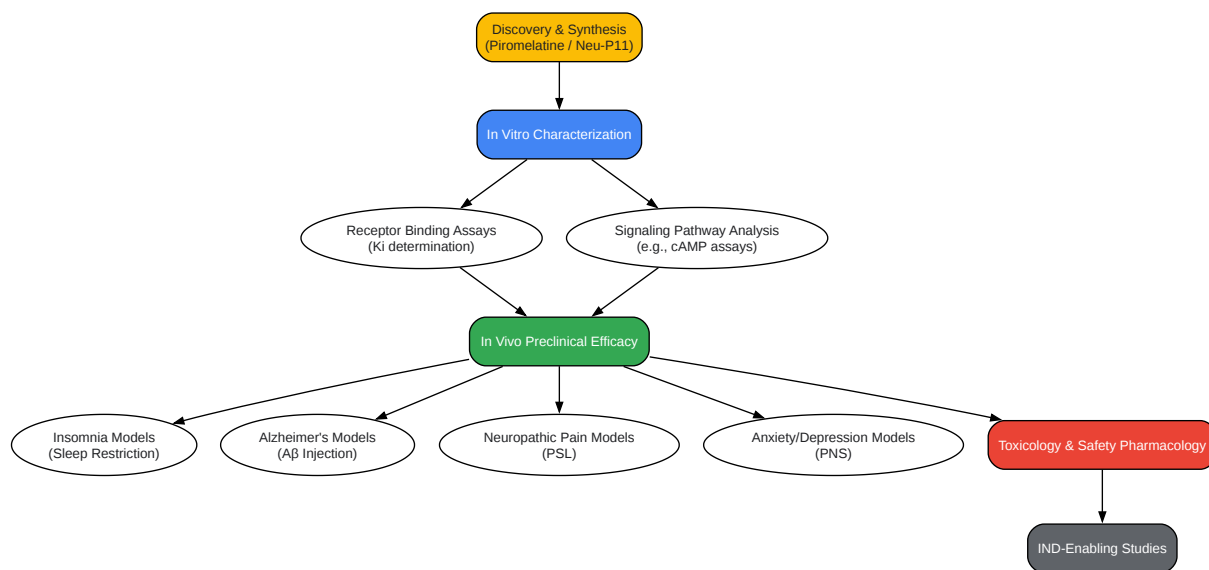 Discovery & Synthesis
(Piromelatine / Neu-P11)
In Vitro Characterization
Receptor Binding Assays
(Ki determination)
Signaling Pathway Analysis
(e.g., cAMP assays)
In Vivo Preclinical Efficacy
Insomnia Models
(Sleep Restriction)
Alzheimer's Models
(Aβ Injection)
Neuropathic Pain Models
(PSL)
Anxiety/Depression Models
(PNS)
Toxicology & Safety Pharmacology
IND-Enabling Studies